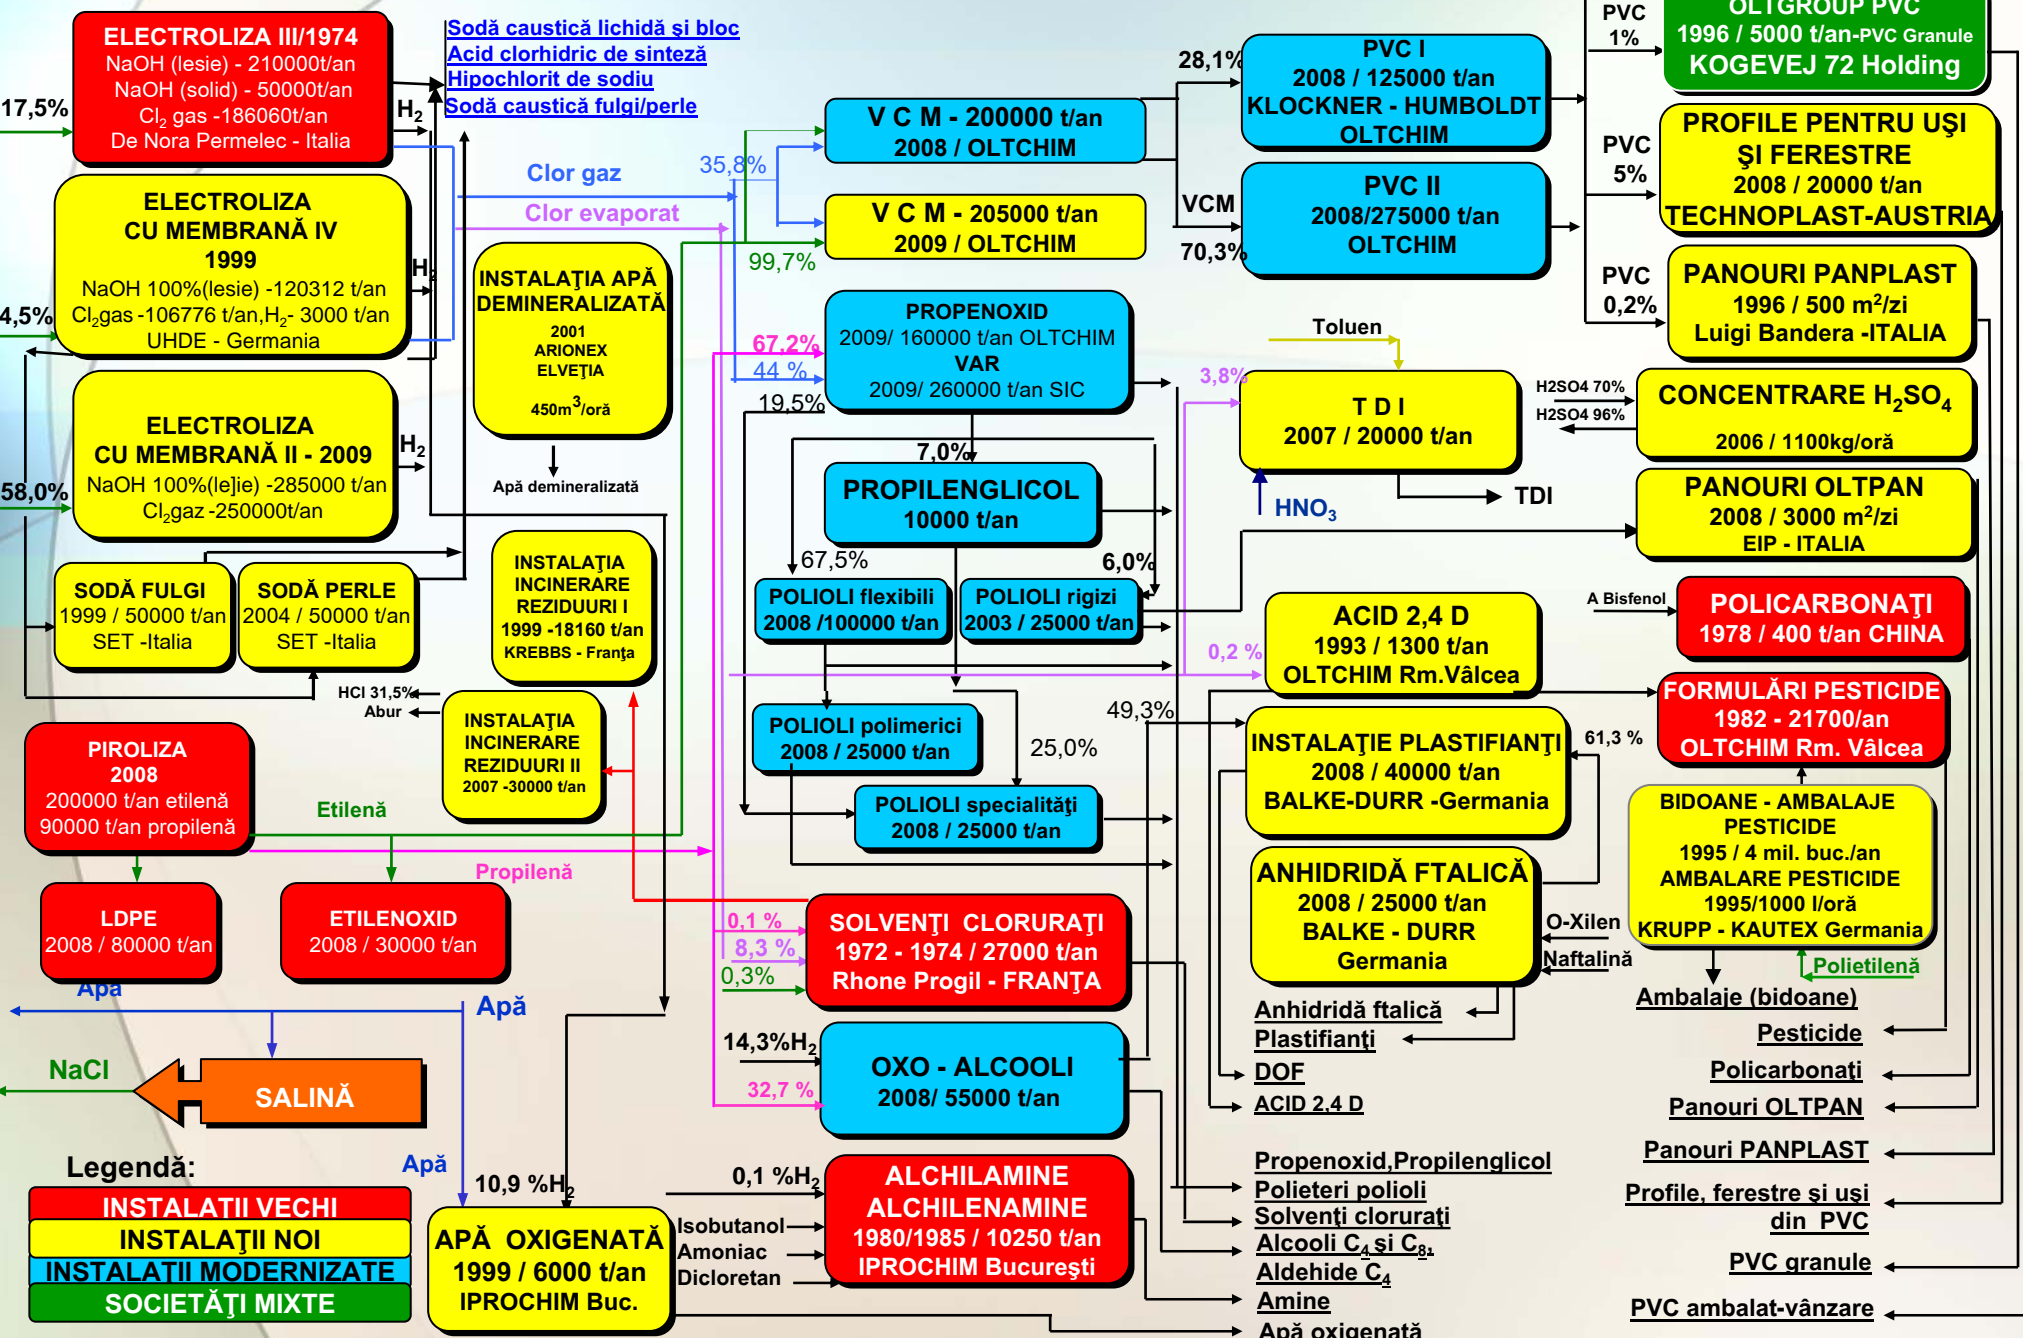 ELECTROLIZA III/1974
NaOH (lesie) - 210000t/an
NaOH (solid) - 50000t/an
Cl2 gas -186060t/an
De Nora Permelec - Italia
17,5%
H2
Sodă caustică lichidă şi bloc
Acid clorhidric de sinteză
Hipochlorit de sodiu
Sodă caustică fulgi/perle
ELECTROLIZA
CU MEMBRANĂ IV
1999
NaOH 100%(lesie) -120312 t/an
Cl2gas -106776 t/an,H2- 3000 t/an
UHDE - Germania
4,5%
H2
ELECTROLIZA
CU MEMBRANĂ II - 2009
NaOH 100%(le]ie) -285000 t/an
Cl2gaz -250000t/an
58,0%
H2
SODĂ FULGI
1999 / 50000 t/an
SET -Italia
SODĂ PERLE
2004 / 50000 t/an
SET -Italia
PIROLIZA
2008
200000 t/an etilenă
90000 t/an propilenă
LDPE
2008 / 80000 t/an
ETILENOXID
2008 / 30000 t/an
Etilenă
Propilenă
Apă
Apă
NaCl
SALINĂ
Apă
Legendă:
INSTALAŢII VECHI
INSTALAŢII NOI
INSTALAŢII MODERNIZATE
SOCIETĂŢI MIXTE
Clor gaz
Clor evaporat
35,8%
99,7%
INSTALAŢIA APĂ
DEMINERALIZATĂ
2001
ARIONEX
ELVEŢIA
450m3/oră
Apă demineralizată
INSTALAŢIA
INCINERARE
REZIDUURI I
1999 -18160 t/an
KREBBS - Franţa
HCl 31,5%
Abur
INSTALAŢIA
INCINERARE
REZIDUURI II
2007 -30000 t/an
10,9 %H2
APĂ OXIGENATĂ
1999 / 6000 t/an
IPROCHIM Buc.
V C M - 200000 t/an
2008 / OLTCHIM
V C M - 205000 t/an
2009 / OLTCHIM
PROPENOXID
2009/ 160000 t/an OLTCHIM
VAR
2009/ 260000 t/an SIC
67,2%
44 %
19,5%
7,0%
PROPILENGLICOL
10000 t/an
67,5%
6,0%
POLIOLI flexibili
2008 /100000 t/an
POLIOLI rigizi
2003 / 25000 t/an
POLIOLI polimerici
2008 / 25000 t/an
25,0%
POLIOLI specialităţi
2008 / 25000 t/an
49,3%
0,1 %
8,3 %
0,3%
SOLVENŢI CLORURAŢI
1972 - 1974 / 27000 t/an
Rhone Progil - FRANŢA
14,3%H2
32,7 %
OXO - ALCOOLI
2008/ 55000 t/an
0,1 %H2
Isobutanol
Amoniac
Dicloretan
ALCHILAMINE
ALCHILENAMINE
1980/1985 / 10250 t/an
IPROCHIM Bucureşti
28,1%
VCM
70,3%
PVC I
2008 / 125000 t/an
KLOCKNER - HUMBOLDT
OLTCHIM
PVC II
2008/275000 t/an
OLTCHIM
Toluen
3,8%
T D I
2007 / 20000 t/an
HNO3
TDI
0,2 %
ACID 2,4 D
1993 / 1300 t/an
OLTCHIM Rm.Vâlcea
INSTALAŢIE PLASTIFIANŢI
2008 / 40000 t/an
BALKE-DURR -Germania
61,3 %
ANHIDRIDĂ FTALICĂ
2008 / 25000 t/an
BALKE - DURR
Germania
O-Xilen
Naftalină
Anhidridă ftalică
Plastifianţi
DOF
ACID 2,4 D
Propenoxid,Propilenglicol
Polieteri polioli
Solvenţi cloruraţi
Alcooli C4 şi C8,
Aldehide C4
Amine
Apă oxigenată
PVC
1%
PVC
5%
PVC
0,2%
OLTGROUP PVC
1996 / 5000 t/an-PVC Granule
KOGEVEJ 72 Holding
PROFILE PENTRU UŞI
ŞI FERESTRE
2008 / 20000 t/an
TECHNOPLAST-AUSTRIA
PANOURI PANPLAST
1996 / 500 m2/zi
Luigi Bandera -ITALIA
H2SO4 70%
H2SO4 96%
CONCENTRARE H2SO4
2006 / 1100kg/oră
PANOURI OLTPAN
2008 / 3000 m2/zi
EIP - ITALIA
A Bisfenol
POLICARBONAŢI
1978 / 400 t/an CHINA
FORMULĂRI PESTICIDE
1982 - 21700/an
OLTCHIM Rm. Vâlcea
BIDOANE - AMBALAJE
PESTICIDE
1995 / 4 mil. buc./an
AMBALARE PESTICIDE
1995/1000 l/oră
KRUPP - KAUTEX Germania
Polietilenă
Ambalaje (bidoane)
Pesticide
Policarbonaţi
Panouri OLTPAN
Panouri PANPLAST
Profile, ferestre şi uşi
din PVC
PVC granule
PVC ambalat-vânzare